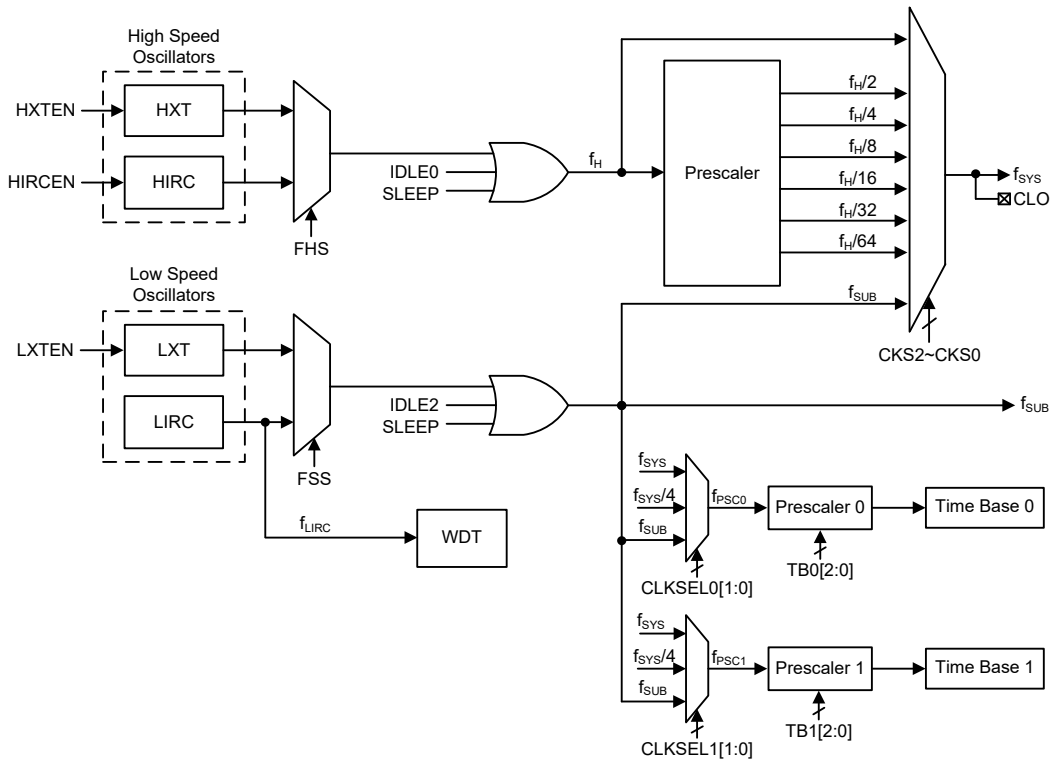 High Speed
Oscillators
HXTEN
HXT
HIRCEN
HIRC
FHS
IDLE0
SLEEP
fH
Prescaler
fH/2
fH/4
fH/8
fH/16
fH/32
fH/64
fSUB
CKS2~CKS0
fSYS
CLO
Low Speed
Oscillators
LXTEN
LXT
LIRC
FSS
IDLE2
SLEEP
fSUB
fLIRC
WDT
fSYS
fSYS/4
fSUB
fPSC0
CLKSEL0[1:0]
Prescaler 0
TB0[2:0]
Time Base 0
fSYS
fSYS/4
fSUB
fPSC1
CLKSEL1[1:0]
Prescaler 1
TB1[2:0]
Time Base 1